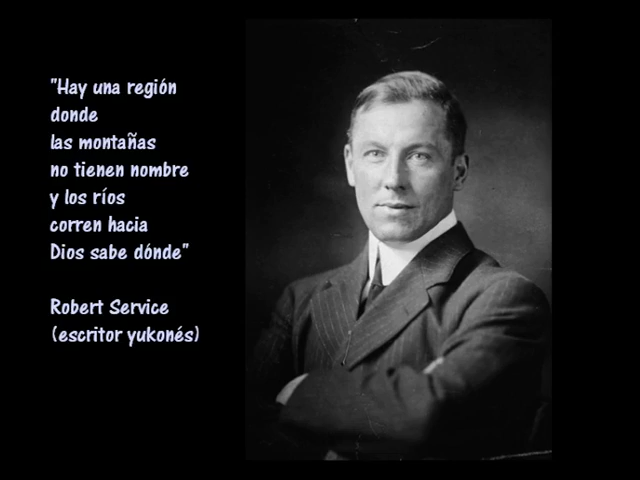 "Hay una región
donde
las montañas
no tienen nombre
y los ríos
corren hacia
Dios sabe dónde"
Robert Service
(escritor yukonés)